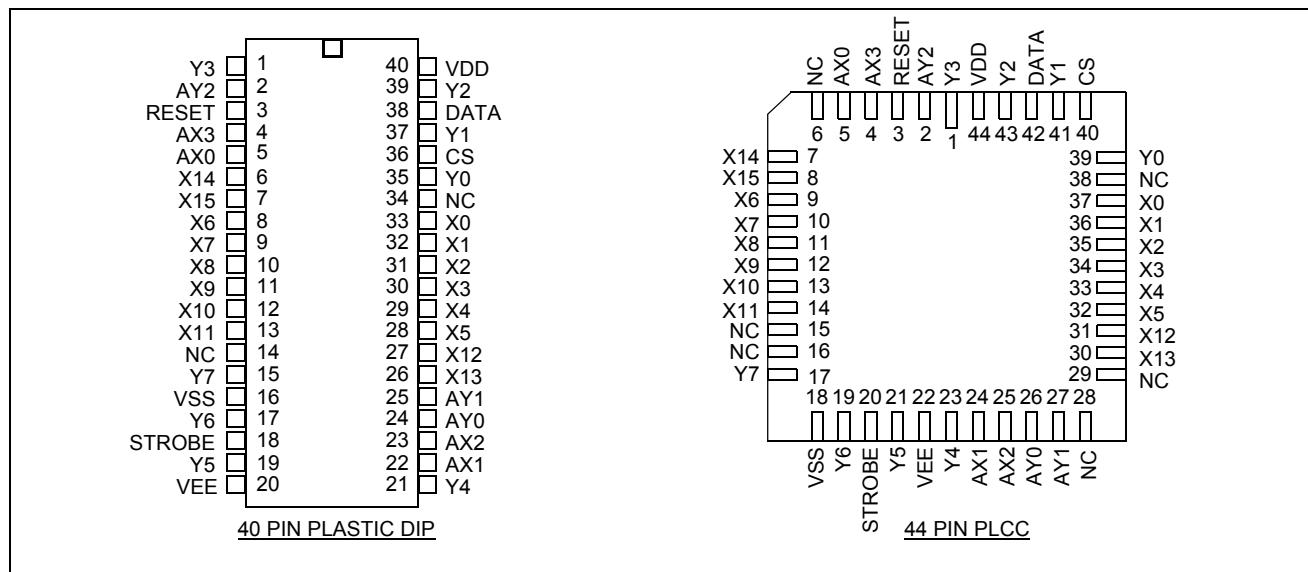 Y3 1 40 VDD
AY2 2 39 Y2
RESET 3 38 DATA
AX3 4 37 Y1
AX0 5 36 CS
X14 6 35 Y0
X15 7 34 NC
X6 8 33 X0
X7 9 32 X1
X8 10 31 X2
X9 11 30 X3
X10 12 29 X4
X11 13 28 X5
NC 14 27 X12
Y7 15 26 X13
VSS 16 25 AY1
Y6 17 24 AY0
STROBE 18 23 AX2
Y5 19 22 AX1
VEE 20 21 Y4
40 PIN PLASTIC DIP
NC AX0 AX3 RESET AY2 Y3 VDD Y2 DATA Y1 CS
6 5 4 3 2 1 44 43 42 41 40
X14 7 39 Y0
X15 8 38 NC
X6 9 37 X0
X7 10 36 X1
X8 11 35 X2
X9 12 34 X3
X10 13 33 X4
X11 14 32 X5
NC 15 31 X12
NC 16 30 X13
Y7 17 29 NC
18 19 20 21 22 23 24 25 26 27 28
VSS Y6 STROBE Y5 VEE Y4 AX1 AX2 AY0 AY1 NC
44 PIN PLCC